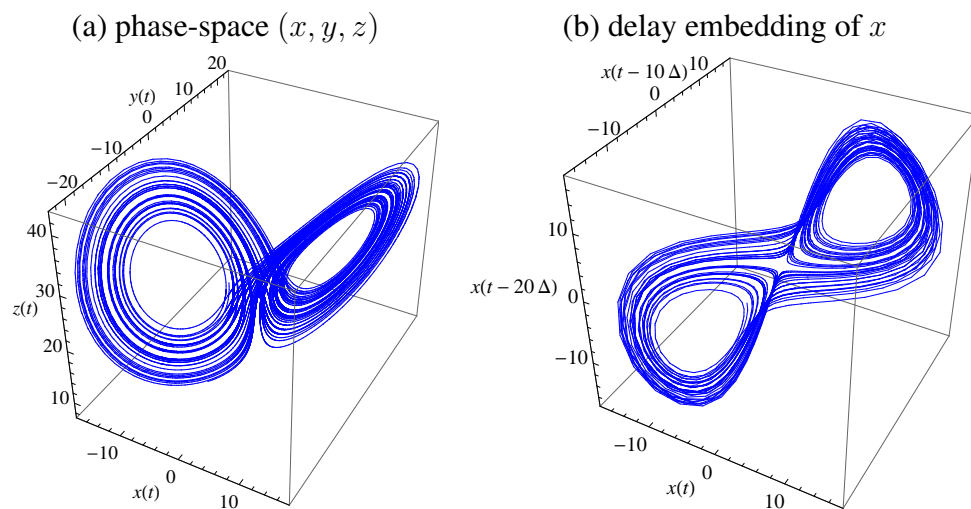 (a) phase-space (x, y, z)
20
10
y(t)
0
−10
−20
40
30
z(t)
20
10
−10
0
10
x(t)
(b) delay embedding of x
10
x(t − 10 Δ)
0
−10
10
x(t − 20 Δ)
0
−10
−10
0
10
x(t)